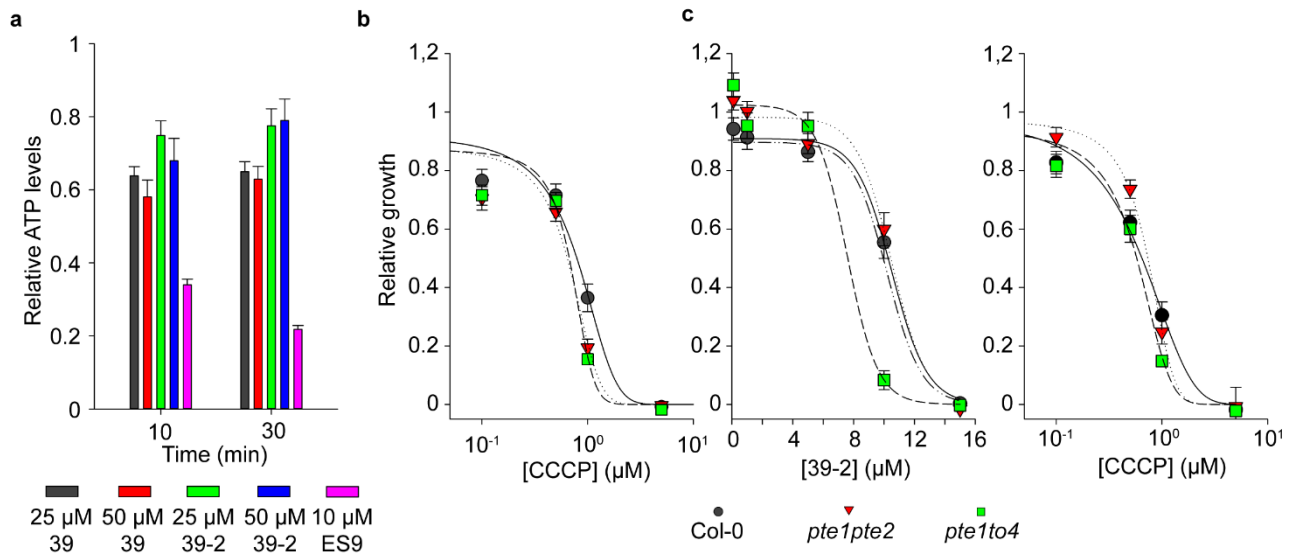 a
Relative ATP levels
1
0.8
0.6
0.4
0.2
0
10
30
Time (min)
25 µM
39
50 µM
39
25 µM
39-2
50 µM
39-2
10 µM
ES9
b
Relative growth
1,2
1
0.8
0.6
0.4
0.2
0
10⁻¹
10⁰
10¹
[CCCP] (µM)
c
1,2
1
0.8
0.6
0.4
0.2
0
0
4
8
12
16
[39-2] (µM)
1,2
1
0.8
0.6
0.4
0.2
0
10⁻¹
10⁰
10¹
[CCCP] (µM)
Col-0
pte1pte2
pte1to4